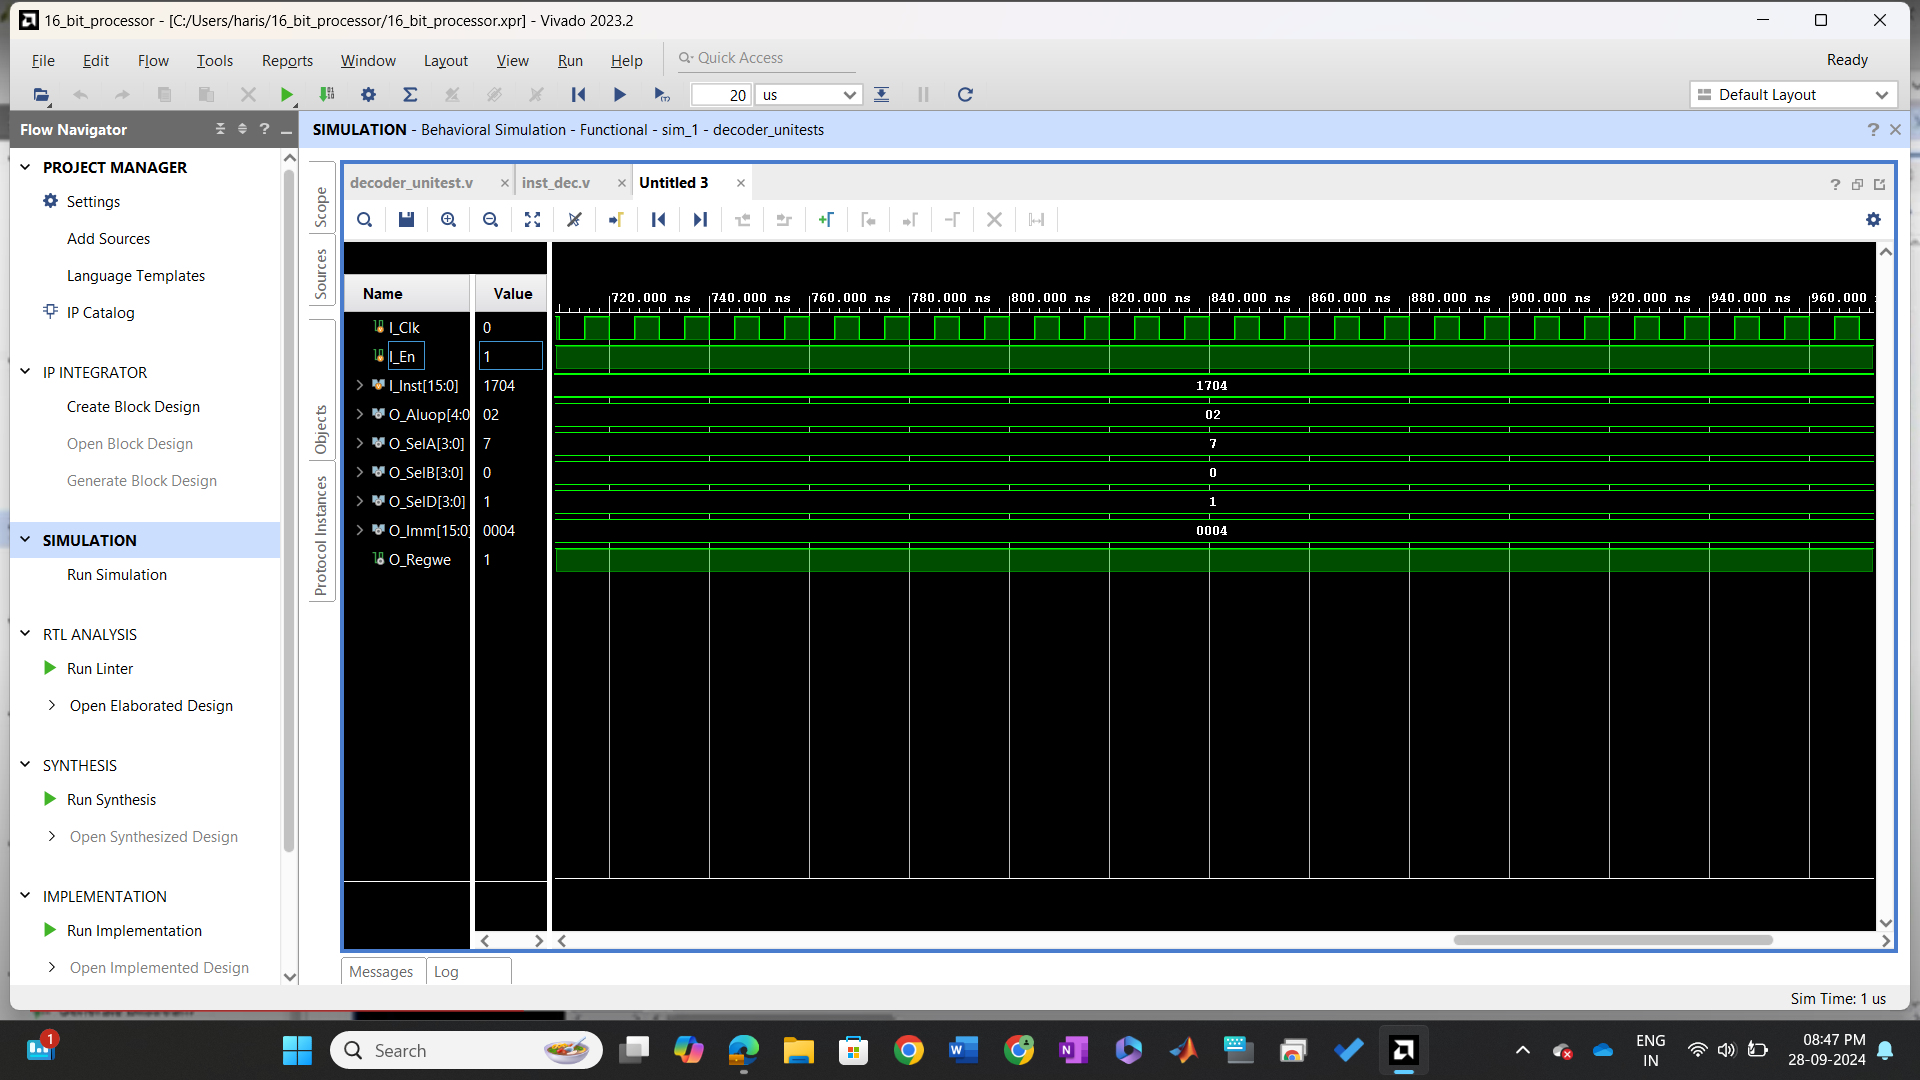 16_bit_processor - [C:/Users/haris/16_bit_processor/16_bit_processor.xpr] - Vivado 2023.2
File Edit Flow Tools Reports Window Layout View Run Help Quick Access Ready
20 us Default Layout
Flow Navigator
SIMULATION - Behavioral Simulation - Functional - sim_1 - decoder_unitests
PROJECT MANAGER
Settings
Add Sources
Language Templates
IP Catalog
IP INTEGRATOR
Create Block Design
Open Block Design
Generate Block Design
SIMULATION
Run Simulation
RTL ANALYSIS
Run Linter
Open Elaborated Design
SYNTHESIS
Run Synthesis
Open Synthesized Design
IMPLEMENTATION
Run Implementation
Open Implemented Design
Scope
Sources
Objects
Protocol Instances
decoder_unitest.v inst_dec.v Untitled 3
Name Value
720.000 ns 740.000 ns 760.000 ns 780.000 ns 800.000 ns 820.000 ns 840.000 ns 860.000 ns 880.000 ns 900.000 ns 920.000 ns 940.000 ns 960.000
I_Clk 0
I_En 1
I_Inst[15:0] 1704 1704
O_Aluop[4:0 02 02
O_SelA[3:0] 7 7
O_SelB[3:0] 0 0
O_SelD[3:0] 1 1
O_Imm[15:0] 0004 0004
O_Regwe 1
Messages Log
Sim Time: 1 us
1
Search
ENG
IN
08:47 PM
28-09-2024